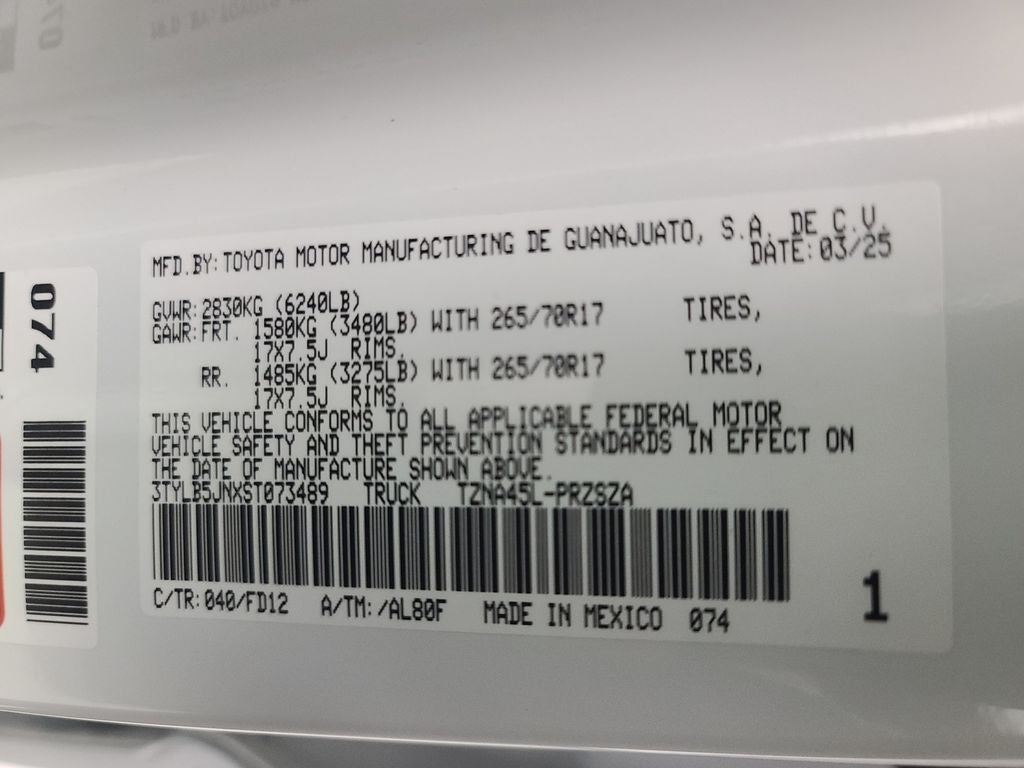 MFD.BY: TOYOTA MOTOR MANUFACTURING DE GUANAJUATO, S.A. DE C.V.
DATE: 03/25
GVWR: 2830KG (6240LB)
GAWR: FRT. 1580KG (3480LB) WITH 265/70R17 TIRES,
17X7.5J RIMS.
RR. 1485KG (3275LB) WITH 265/70R17 TIRES,
17X7.5J RIMS.
THIS VEHICLE CONFORMS TO ALL APPLICABLE FEDERAL MOTOR
VEHICLE SAFETY AND THEFT PREVENTION STANDARDS IN EFFECT ON
THE DATE OF MANUFACTURE SHOWN ABOVE.
3TYLB5JNXST073489 TRUCK TZNA45L-PRZSZA
C/TR: 040/FD12 A/TM: /AL80F MADE IN MEXICO 074
1
074